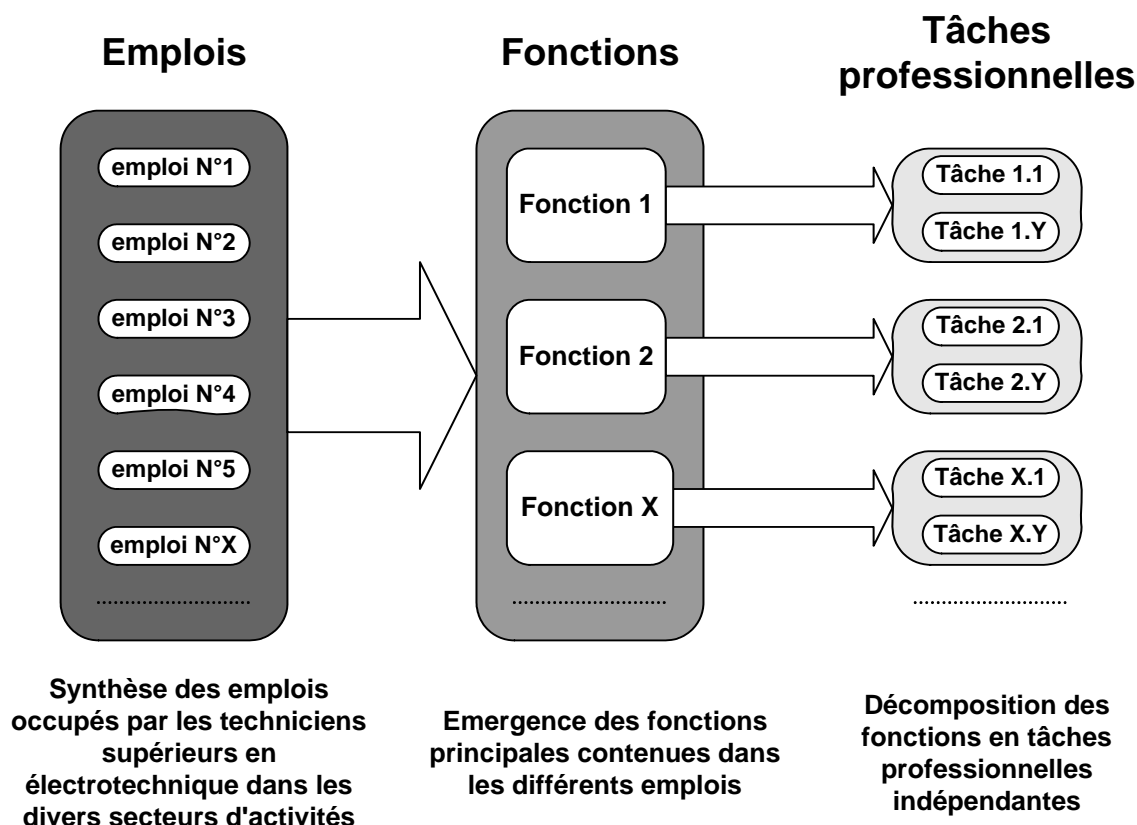 Emplois
Fonctions
Tâches
professionnelles
emploi N°1
emploi N°2
emploi N°3
emploi N°4
emploi N°5
emploi N°X
..............................
Fonction 1
Fonction 2
Fonction X
..............................
Tâche 1.1
Tâche 1.Y
Tâche 2.1
Tâche 2.Y
Tâche X.1
Tâche X.Y
..............................
Synthèse des emplois
occupés par les techniciens
supérieurs en
électrotechnique dans les
divers secteurs d'activités
Emergence des fonctions
principales contenues dans
les différents emplois
Décomposition des
fonctions en tâches
professionnelles
indépendantes